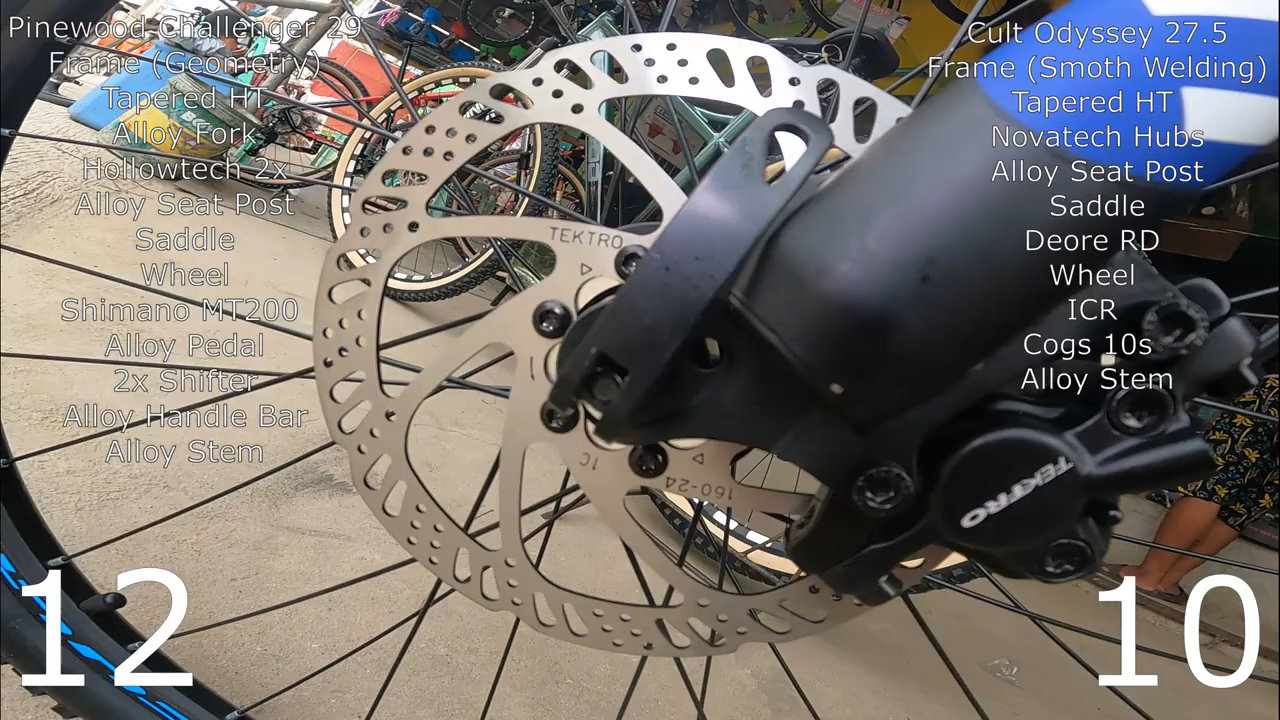 Pinewood Challenger 29
Frame (Geometry)
Tapered HT
Alloy Fork
Hollowtech 2x
Alloy Seat Post
Saddle
Wheel
Shimano MT200
Alloy Pedal
2x Shifter
Alloy Handle Bar
Alloy Stem
12
Cult Odyssey 27.5
Frame (Smoth Welding)
Tapered HT
Novatech Hubs
Alloy Seat Post
Saddle
Deore RD
Wheel
ICR
Cogs 10s
Alloy Stem
10
TEKTRO
1C
160-24
TEKTRO